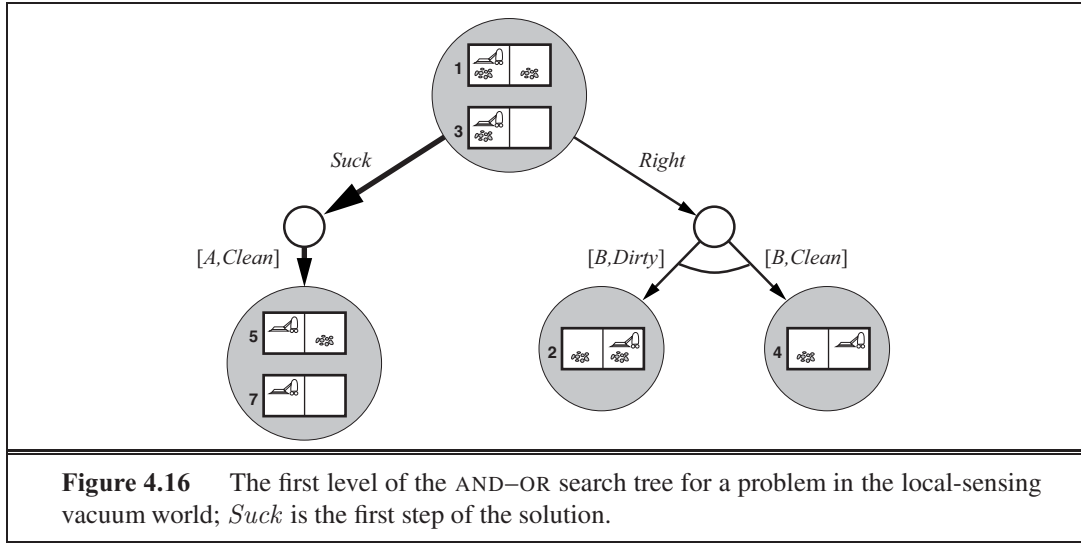 1
3
Suck
Right
[A,Clean]
[B,Dirty]
[B,Clean]
5
2
4
7
Figure 4.16 The first level of the AND–OR search tree for a problem in the local-sensing
vacuum world; Suck is the first step of the solution.